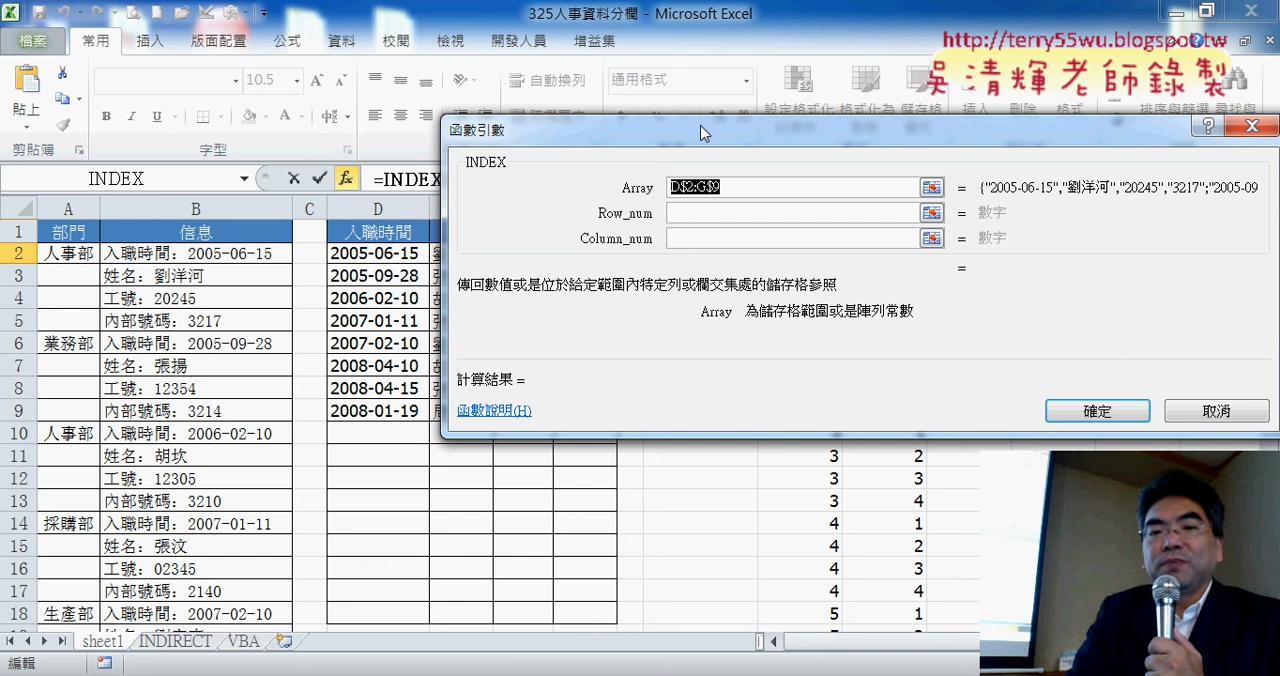 325人事資料分欄 - Microsoft Excel
檔案 常用 插入 版面配置 公式 資料 校閱 檢視 開發人員 增益集
http://terry55wu.blogspot.tw
吳清輝老師錄製
貼上 10.5 自動換列 通用格式
B I U A 中
剪貼簿 字型
函數引數
INDEX =INDEX
INDEX
Array D$2:G$9 = {"2005-06-15","劉洋河","20245","3217";"2005-09
Row_num = 數字
Column_num = 數字
=
傳回數值或是位於給定範圍內特定列或欄交集處的儲存格參照
Array 為儲存格範圍或是陣列常數
計算結果 =
函數說明(H) 確定 取消
A B C D
1 部門 信息 入職時間
2 人事部 入職時間：2005-06-15 2005-06-15
3 姓名：劉洋河 2005-09-28
4 工號：20245 2006-02-10
5 內部號碼：3217 2007-01-11
6 業務部 入職時間：2005-09-28 2007-02-10
7 姓名：張揚 2008-04-10
8 工號：12354 2008-04-15
9 內部號碼：3214 2008-01-19
10 人事部 入職時間：2006-02-10
11 姓名：胡坎 3 2
12 工號：12305 3 3
13 內部號碼：3210 3 4
14 採購部 入職時間：2007-01-11 4 1
15 姓名：張汶 4 2
16 工號：02345 4 3
17 內部號碼：2140 4 4
18 生產部 入職時間：2007-02-10 5 1
sheet1 INDIRECT VBA
編輯